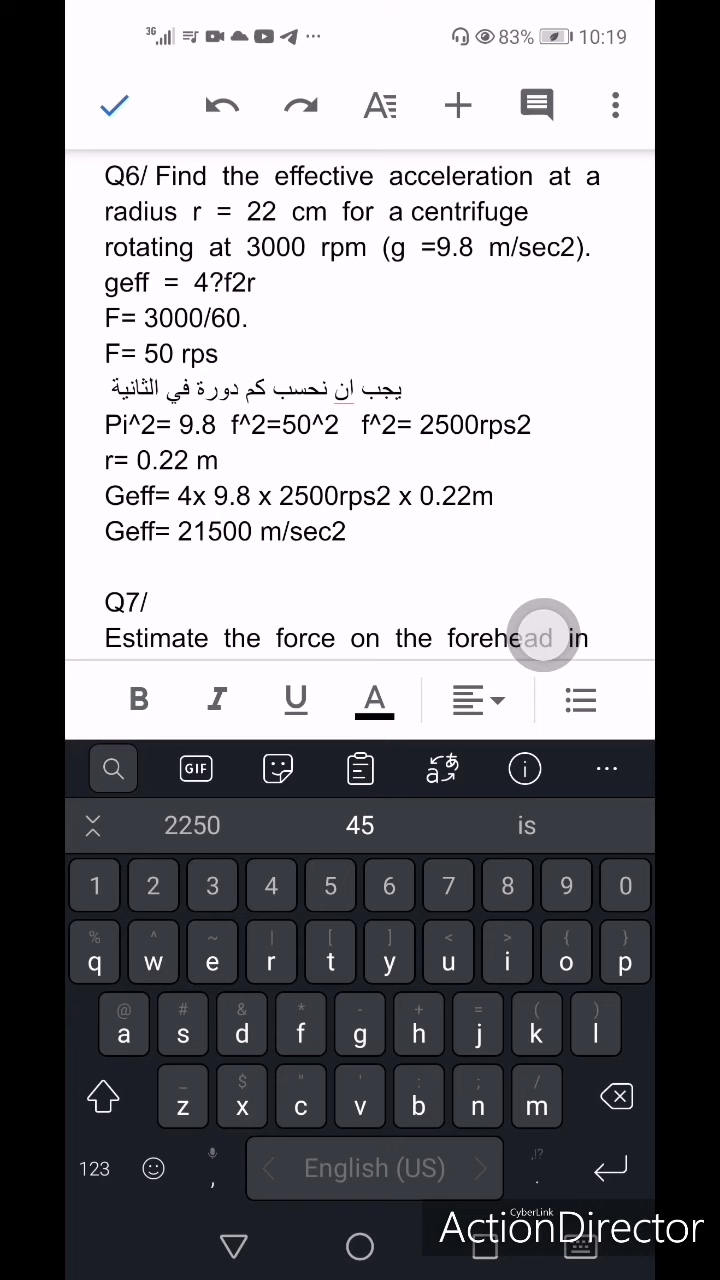 3G 83% 10:19
Q6/ Find the effective acceleration at a
radius r = 22 cm for a centrifuge
rotating at 3000 rpm (g =9.8 m/sec2).
geff = 4?f2r
F= 3000/60.
F= 50 rps
يجب ان نحسب كم دورة في الثانية
Pi^2= 9.8 f^2=50^2 f^2= 2500rps2
r= 0.22 m
Geff= 4x 9.8 x 2500rps2 x 0.22m
Geff= 21500 m/sec2
Q7/
Estimate the force on the forehead in
B I U A
GIF
2250 45 is
1 2 3 4 5 6 7 8 9 0
% ^ ~ | [ ] < > { }
q w e r t y u i o p
@ # & * - + = ( )
a s d f g h j k l
_ $ " ' : ; /
z x c v b n m
123 , English (US) ,!? .
CyberLink
ActionDirector